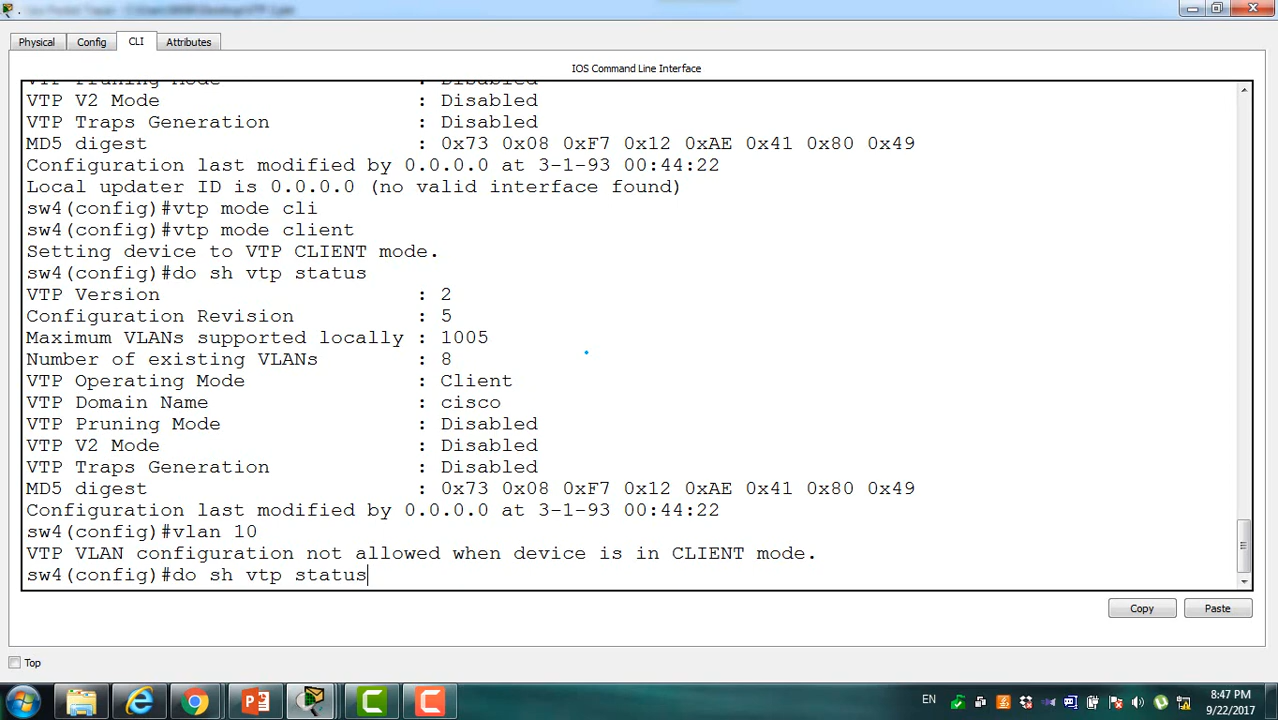 Physical
Config
CLI
Attributes
IOS Command Line Interface
VTP Pruning Mode : Disabled
VTP V2 Mode : Disabled
VTP Traps Generation : Disabled
MD5 digest : 0x73 0x08 0xF7 0x12 0xAE 0x41 0x80 0x49
Configuration last modified by 0.0.0.0 at 3-1-93 00:44:22
Local updater ID is 0.0.0.0 (no valid interface found)
sw4(config)#vtp mode cli
sw4(config)#vtp mode client
Setting device to VTP CLIENT mode.
sw4(config)#do sh vtp status
VTP Version : 2
Configuration Revision : 5
Maximum VLANs supported locally : 1005
Number of existing VLANs : 8
VTP Operating Mode : Client
VTP Domain Name : cisco
VTP Pruning Mode : Disabled
VTP V2 Mode : Disabled
VTP Traps Generation : Disabled
MD5 digest : 0x73 0x08 0xF7 0x12 0xAE 0x41 0x80 0x49
Configuration last modified by 0.0.0.0 at 3-1-93 00:44:22
sw4(config)#vlan 10
VTP VLAN configuration not allowed when device is in CLIENT mode.
sw4(config)#do sh vtp status
Copy
Paste
Top
EN
8:47 PM
9/22/2017